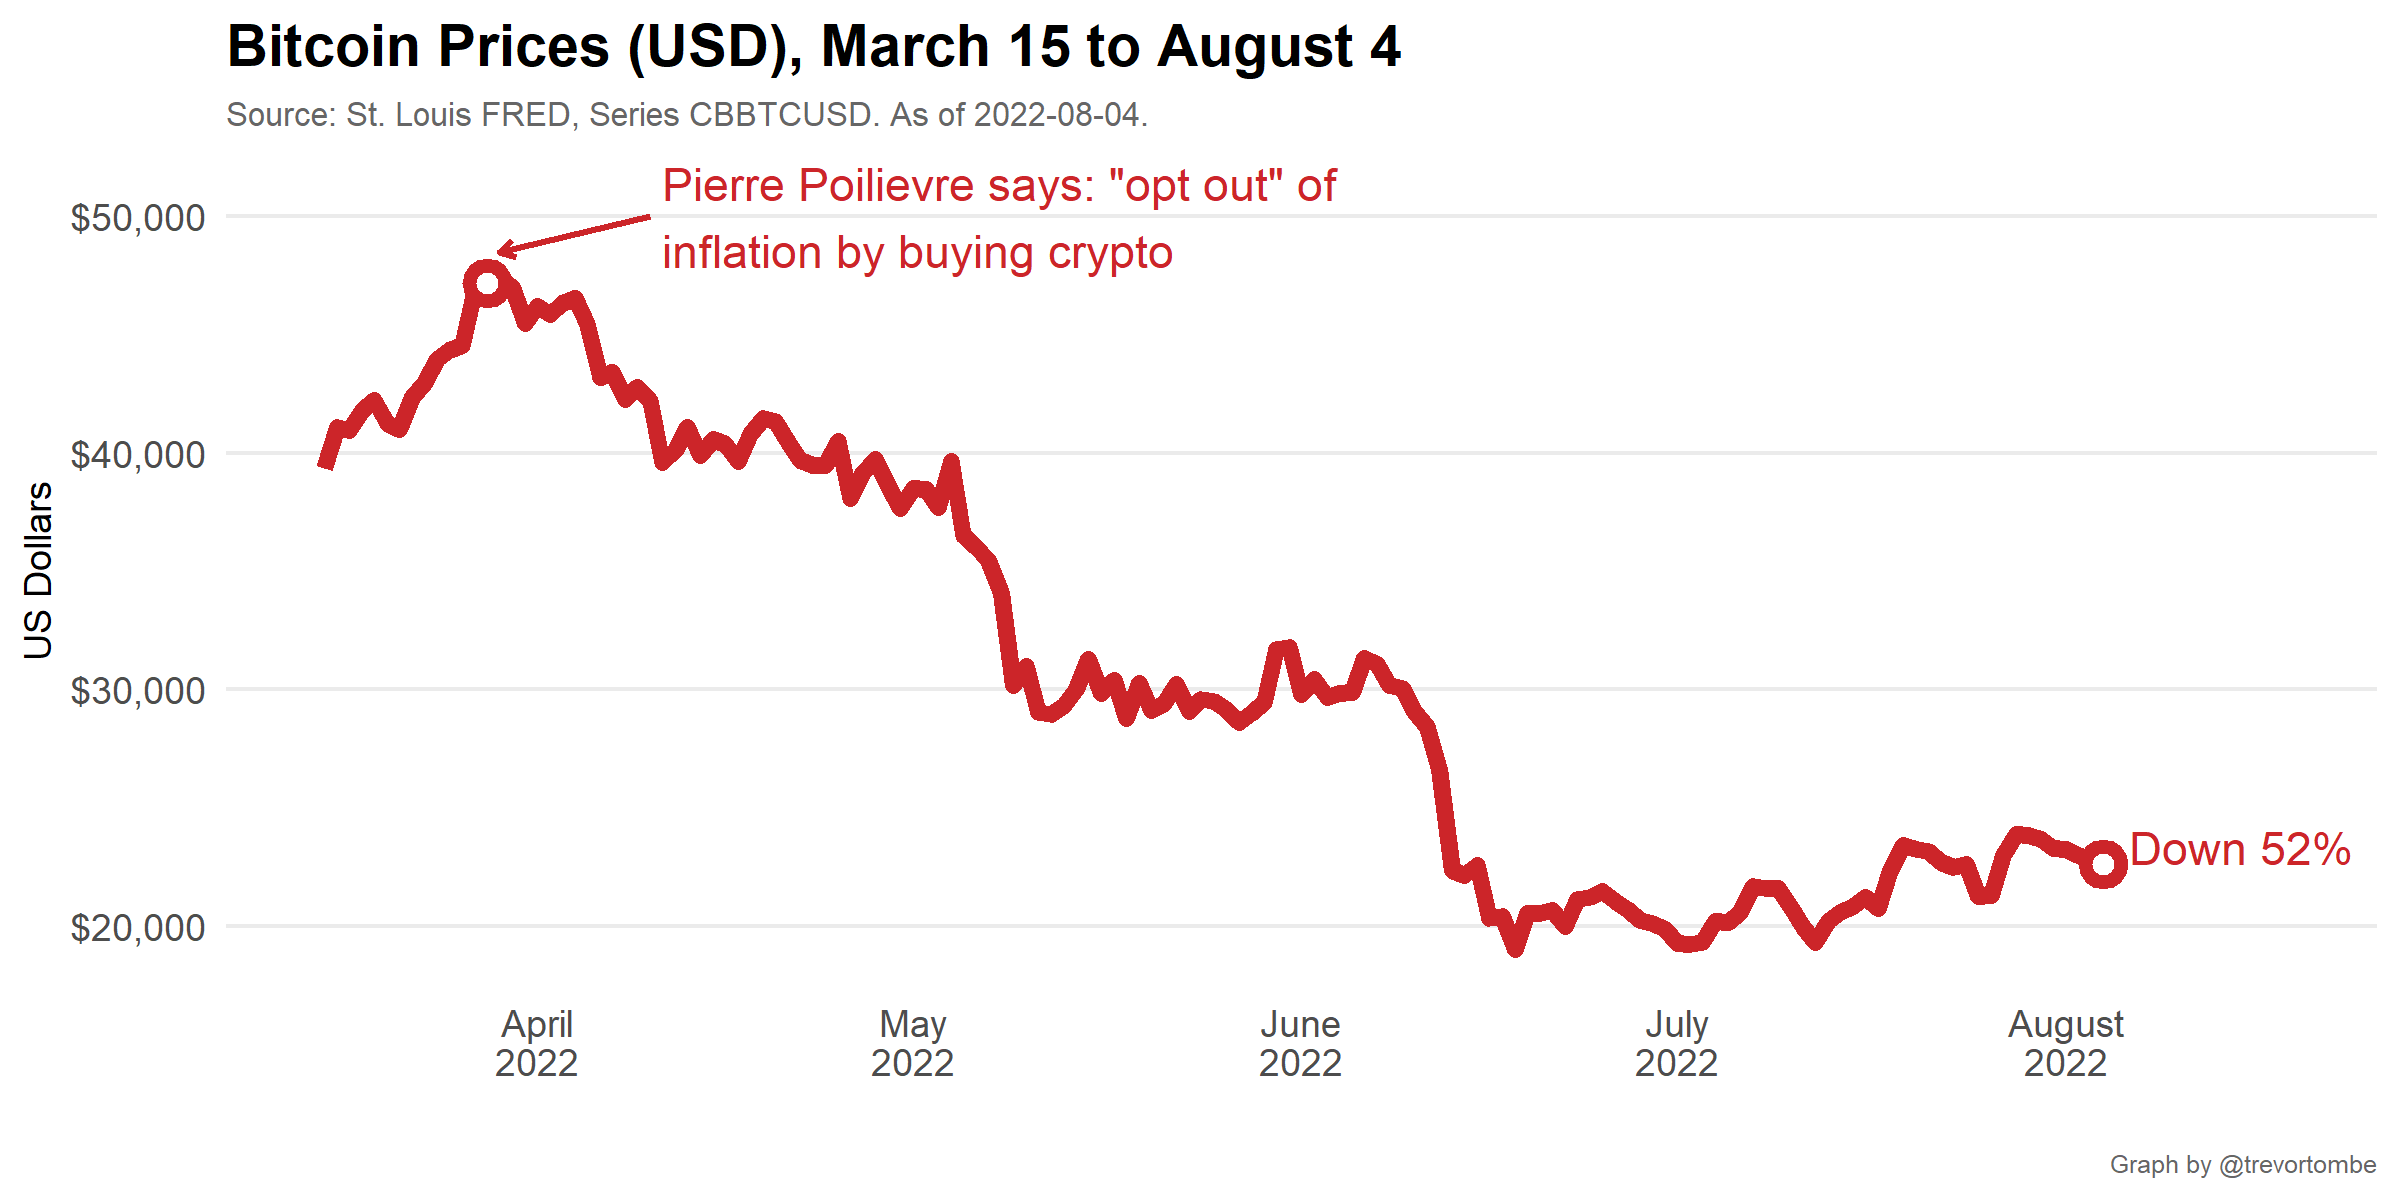 Bitcoin Prices (USD), March 15 to August 4
Source: St. Louis FRED, Series CBBTCUSD. As of 2022-08-04.
Pierre Poilievre says: "opt out" of
inflation by buying crypto
$50,000
$40,000
$30,000
$20,000
US Dollars
Down 52%
April
2022
May
2022
June
2022
July
2022
August
2022
Graph by @trevortombe